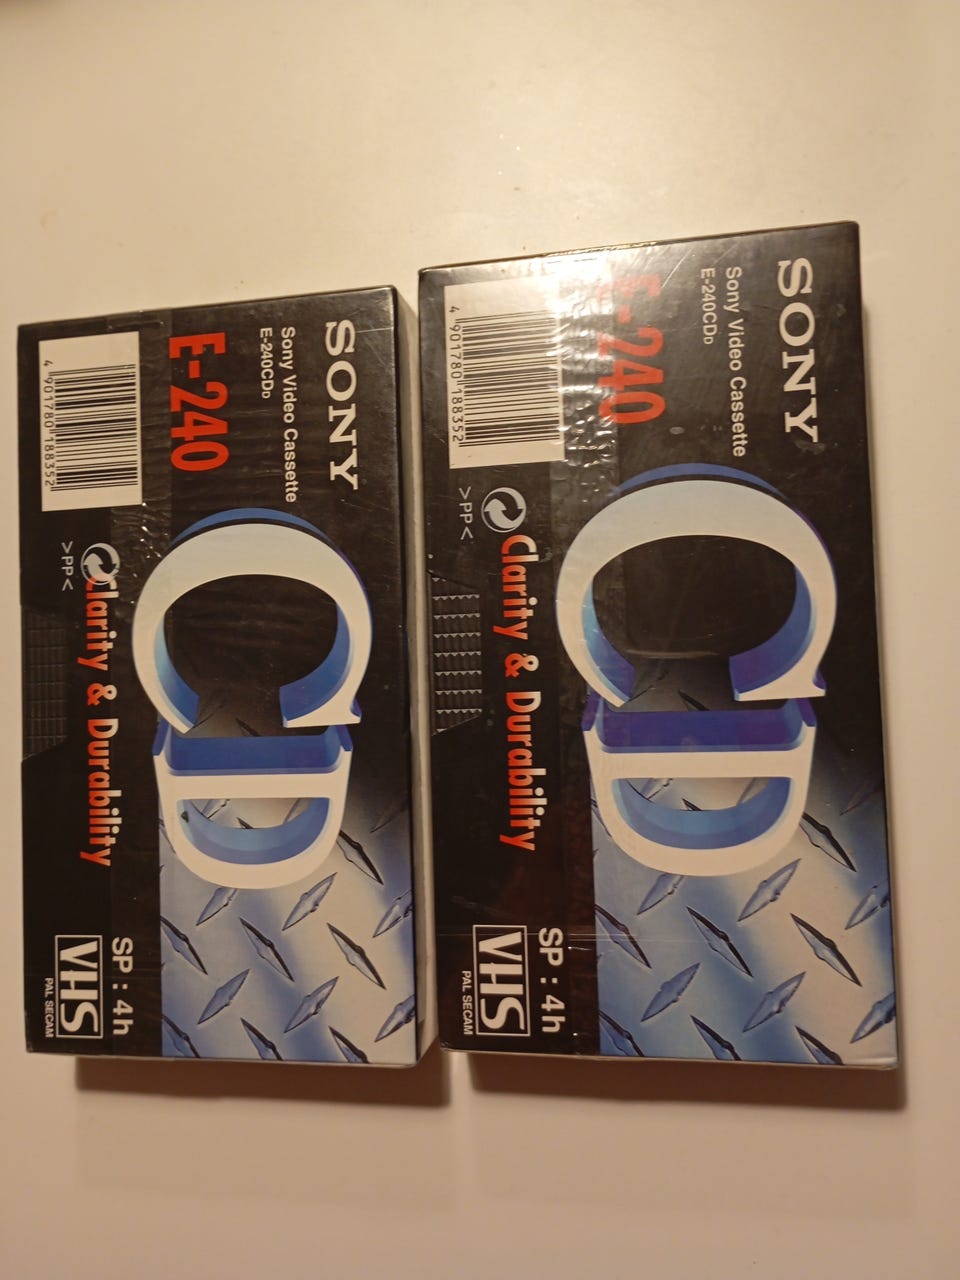 SONY
Sony Video Cassette
E-240CDD
E-240
4 901780 188352
CD
Clarity & Durability
>PP<
SP : 4h
VHS
PAL SECAM
SONY
Sony Video Cassette
E-240CDD
E-240
4 901780 188352
CD
Clarity & Durability
>PP<
SP : 4h
VHS
PAL SECAM